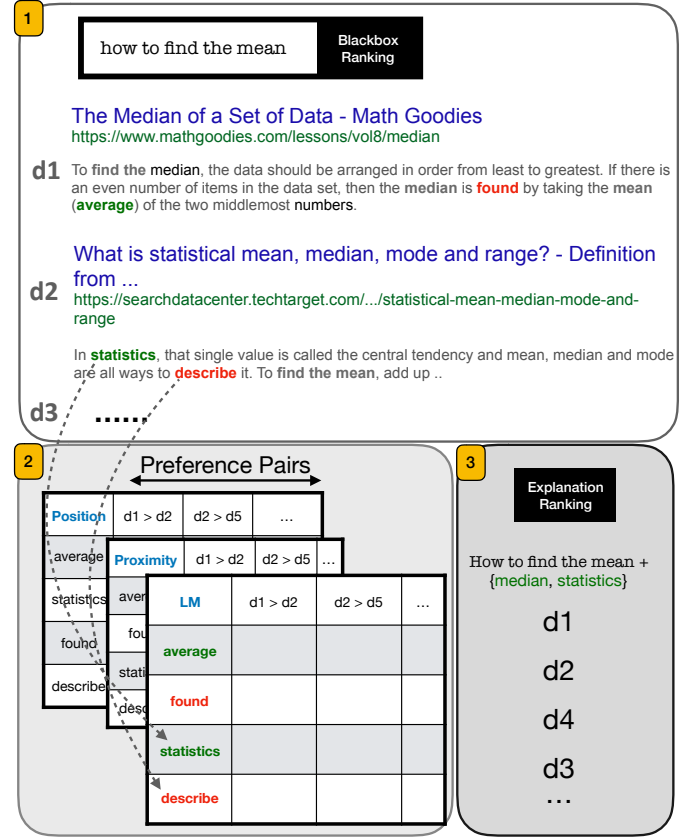 1
how to find the mean
Blackbox
Ranking
The Median of a Set of Data - Math Goodies
https://www.mathgoodies.com/lessons/vol8/median
d1
To find the median, the data should be arranged in order from least to greatest. If there is
an even number of items in the data set, then the median is found by taking the mean
(average) of the two middlemost numbers.
What is statistical mean, median, mode and range? - Definition
from ...
d2
https://searchdatacenter.techtarget.com/.../statistical-mean-median-mode-and-
range
In statistics, that single value is called the central tendency and mean, median and mode
are all ways to describe it. To find the mean, add up ..
d3
......
2
Preference Pairs
Position d1 > d2 d2 > d5 ...
average
statistics
found
describe
Proximity d1 > d2 d2 > d5 ...
aver
fou
stati
desc
LM d1 > d2 d2 > d5 ...
average
found
statistics
describe
3
Explanation
Ranking
How to find the mean +
{median, statistics}
d1
d2
d4
d3
...